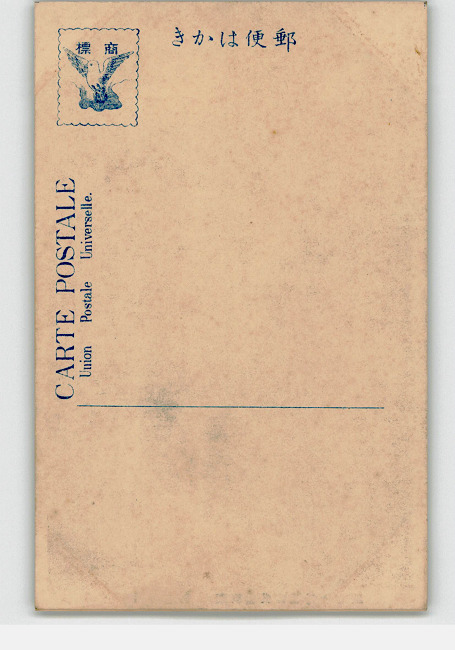 郵便はかき
商標
CARTE POSTALE
Union Postale Universelle.